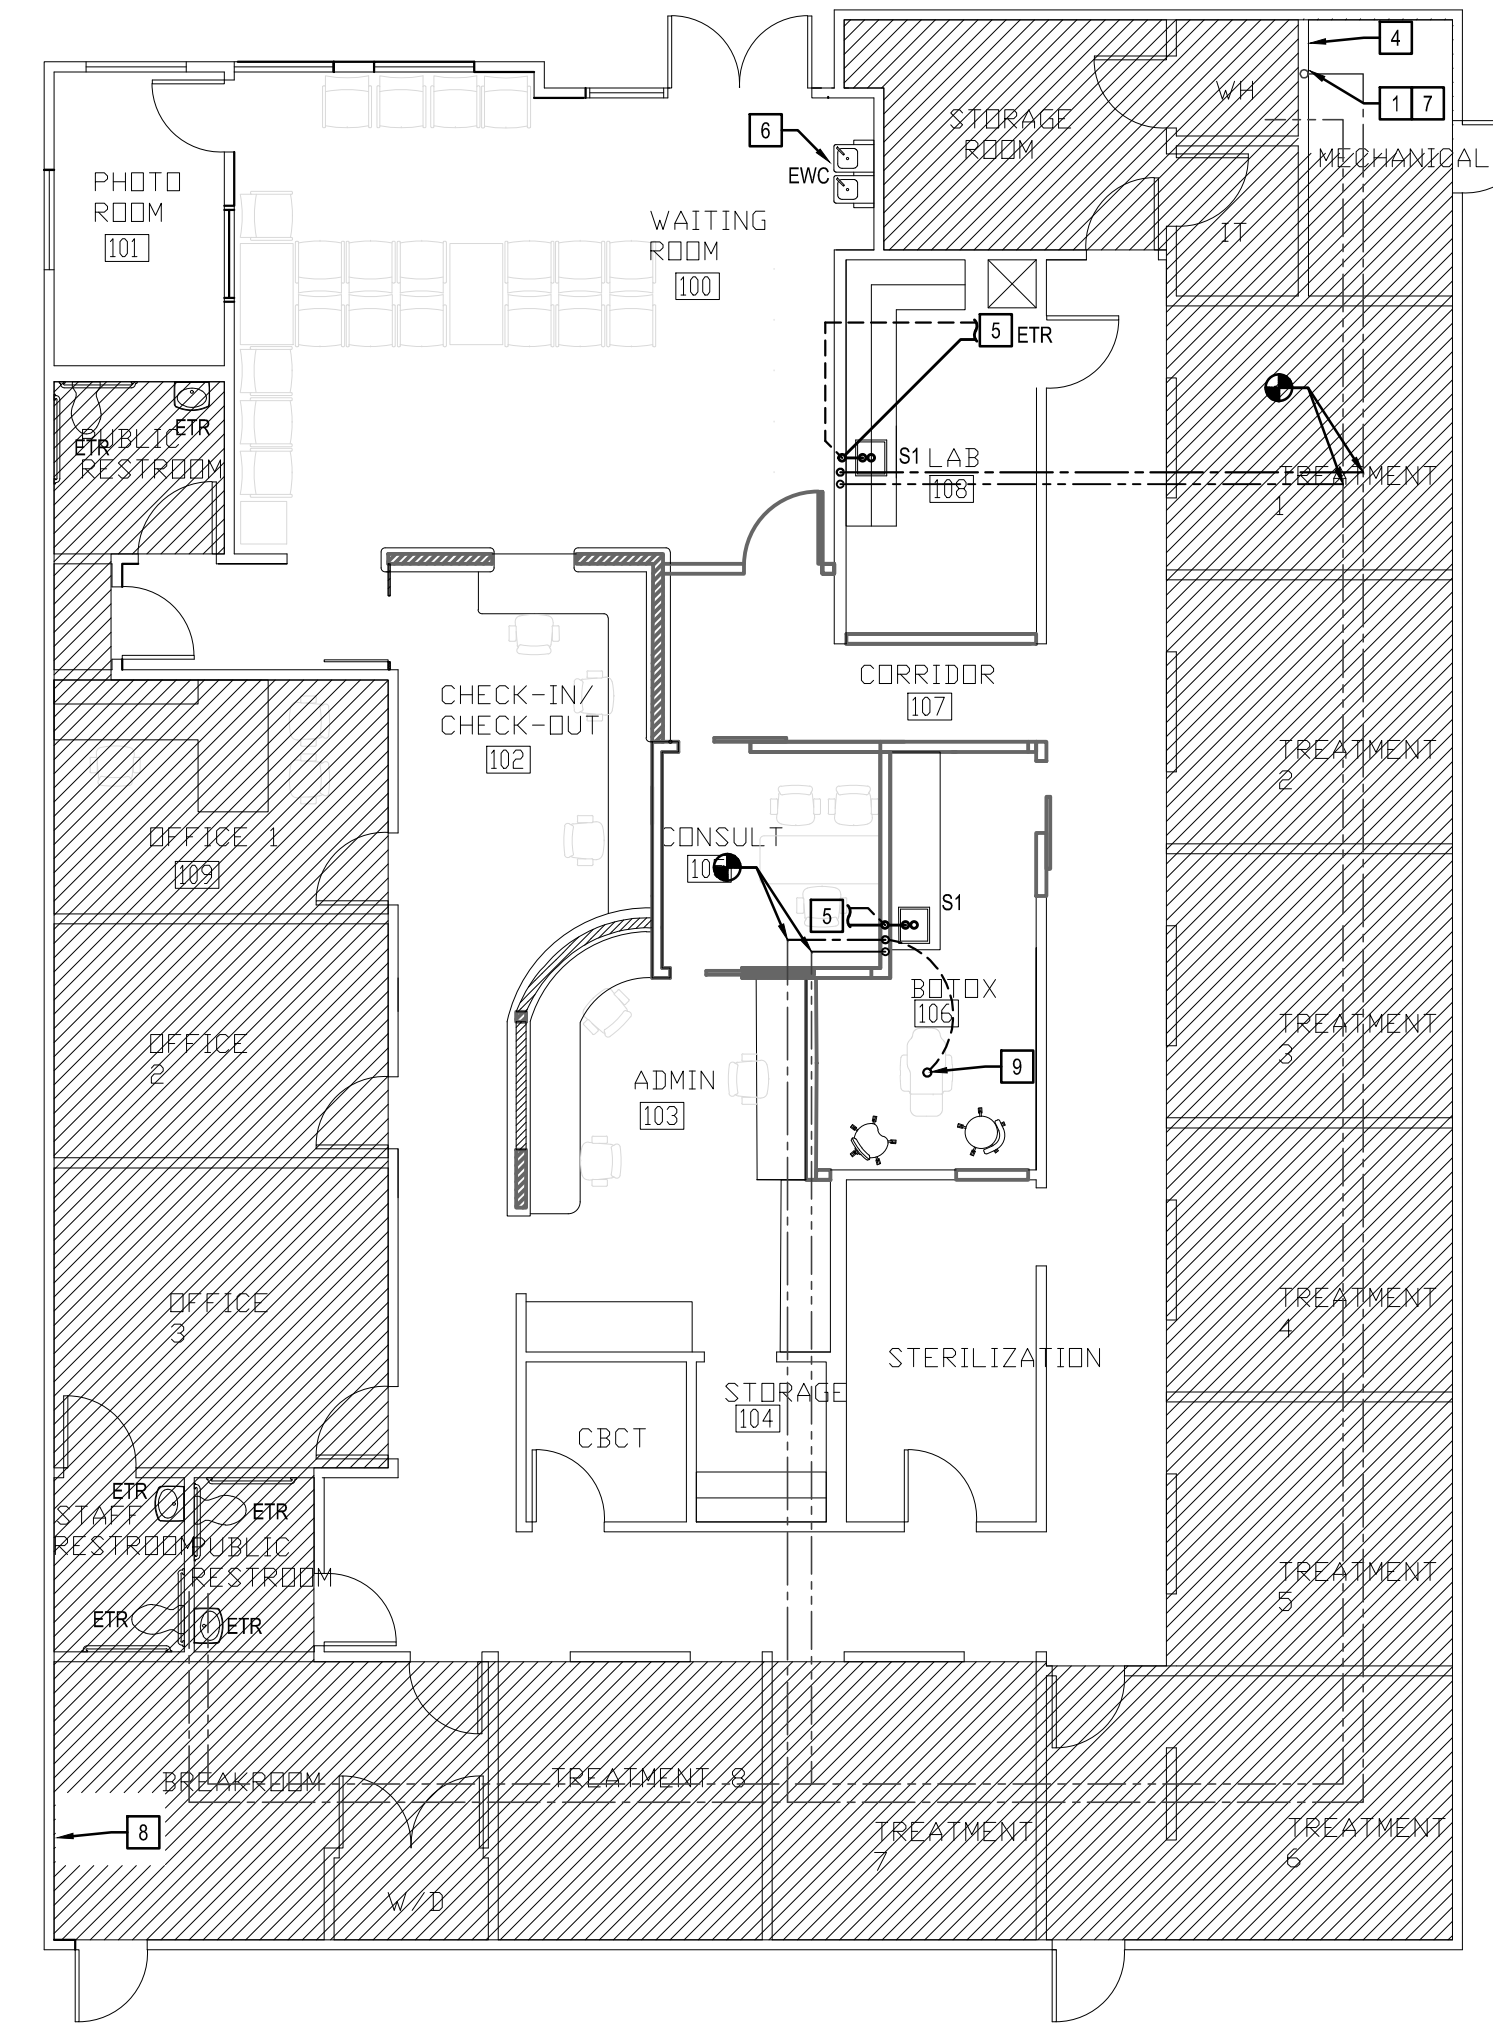 4
1 7
WH
STORAGE
ROOM
6
EWC
MECHANICAL
PHOTO
ROOM
101
WAITING
ROOM
100
IT
5 ETR
ETR
ETR
PUBLIC
RESTROOM
S1
LAB
108
TREATMENT
1
CORRIDOR
107
CHECK-IN/
CHECK-OUT
102
TREATMENT
2
OFFICE 1
109
CONSULT
5
S1
BOTOX
106
TREATMENT
3
OFFICE
2
9
ADMIN
103
OFFICE
3
TREATMENT
4
STERILIZATION
STORAGE
104
CBCT
ETR
ETR
STAFF
RESTROOM
PUBLIC
RESTROOM
ETR
ETR
TREATMENT
5
BREAKROOM
TREATMENT 8
8
TREATMENT
7
TREATMENT
6
W/D